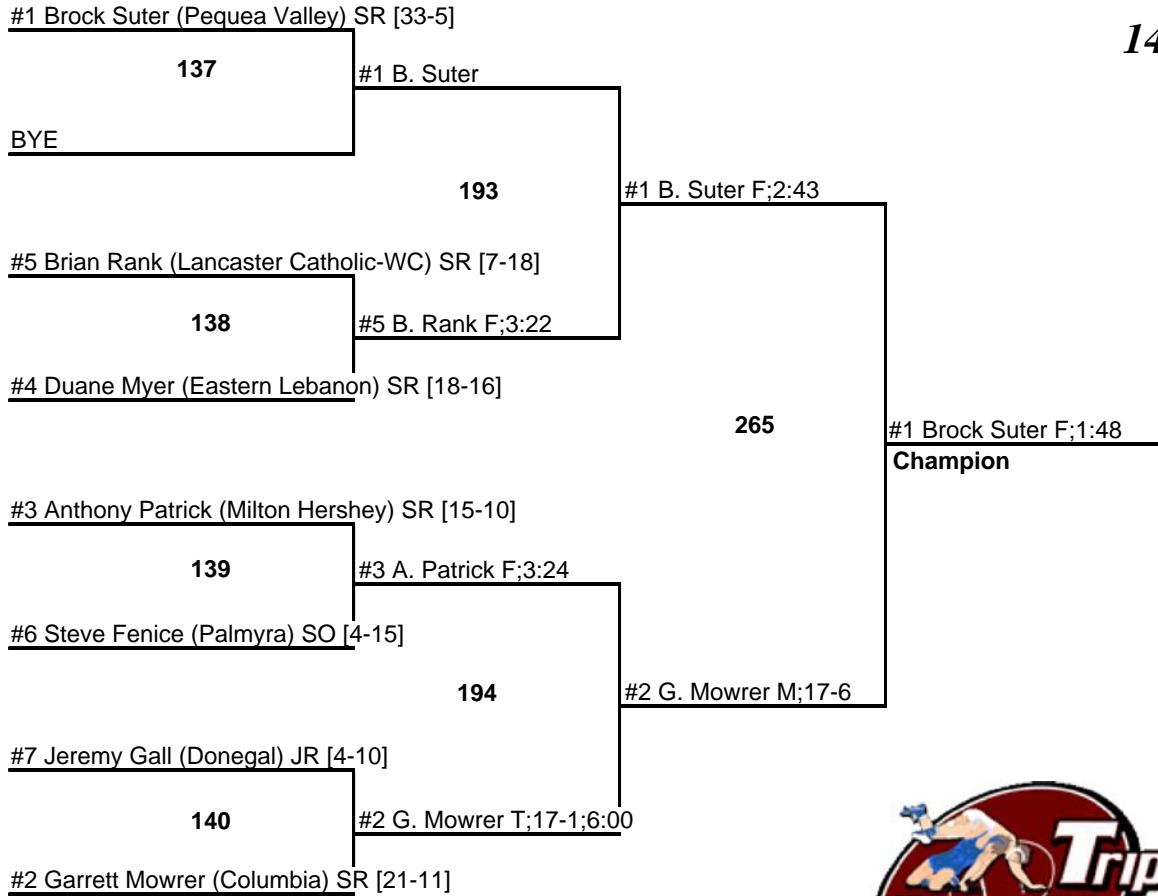 #1 Brock Suter (Pequea Valley) SR [33-5]
14
137
#1 B. Suter
BYE
193
#1 B. Suter F;2:43
#5 Brian Rank (Lancaster Catholic-WC) SR [7-18]
138
#5 B. Rank F;3:22
#4 Duane Myer (Eastern Lebanon) SR [18-16]
265
#1 Brock Suter F;1:48
Champion
#3 Anthony Patrick (Milton Hershey) SR [15-10]
139
#3 A. Patrick F;3:24
#6 Steve Fenice (Palmyra) SO [4-15]
194
#2 G. Mowrer M;17-6
#7 Jeremy Gall (Donegal) JR [4-10]
140
#2 G. Mowrer T;17-1;6:00
#2 Garrett Mowrer (Columbia) SR [21-11]
Trip